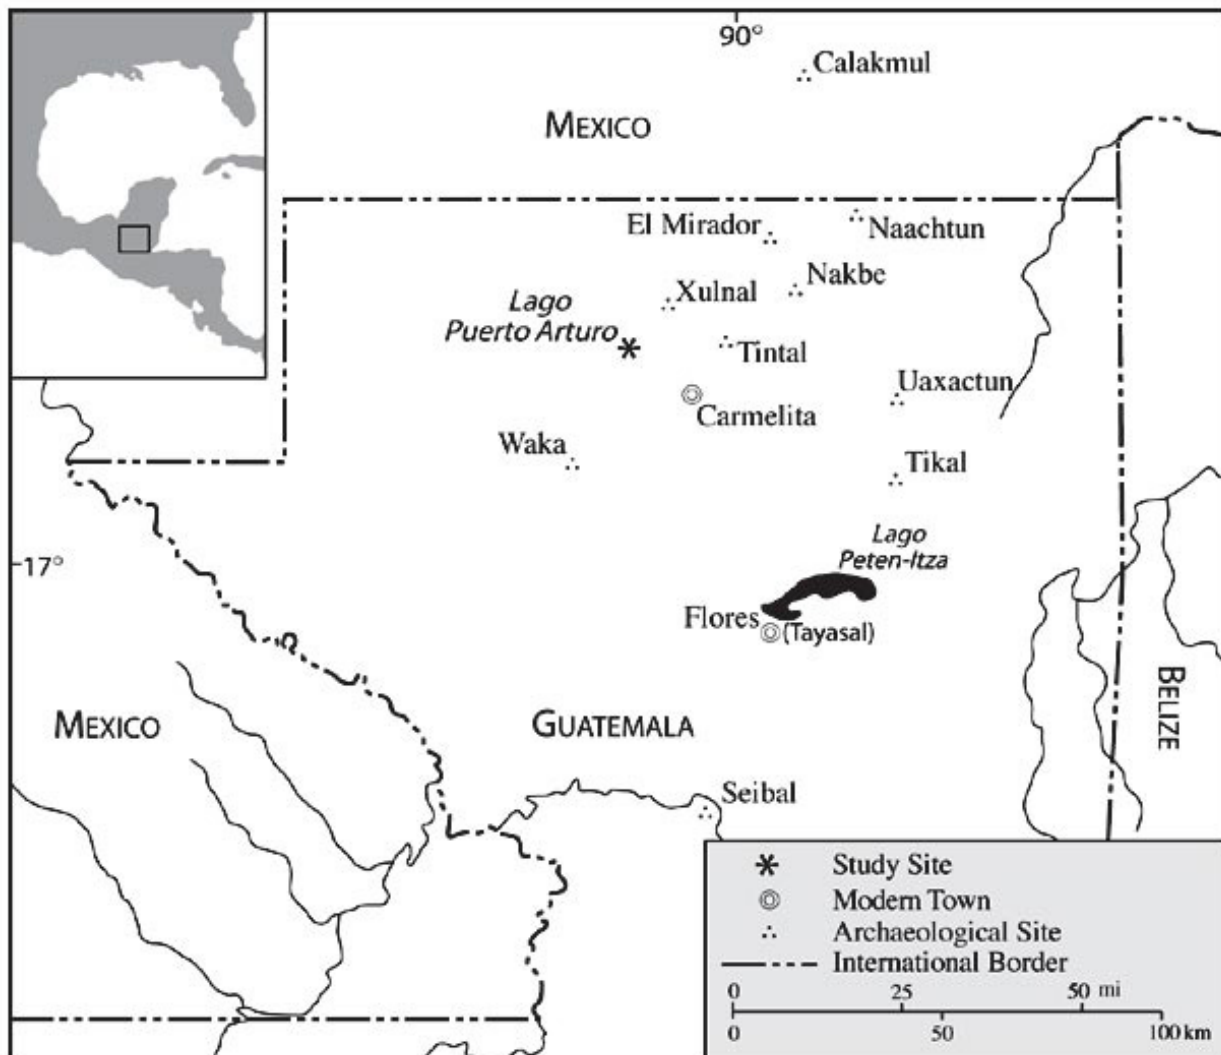 90°
Calakmul
MEXICO
El Mirador
Naachtun
Nakbe
Xulnal
Lago
Puerto Arturo
Tintal
Uaxactun
Carmelita
Waka
Tikal
17°
Lago
Peten-Itza
Flores
(Tayasal)
BELIZE
MEXICO
GUATEMALA
Seibal
Study Site
Modern Town
Archaeological Site
International Border
0 25 50 mi
0 50 100 km